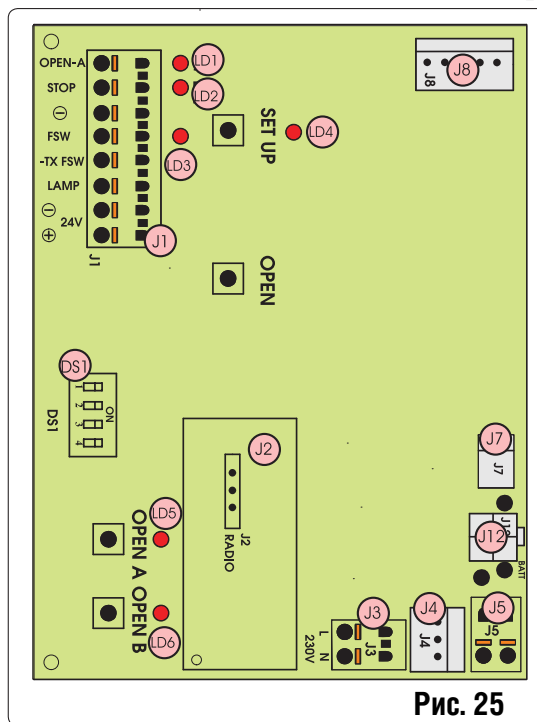 OPEN-A
LD1
STOP
LD2
⊖
FSW
LD3
-TX FSW
LAMP
⊖
24V
⊕
J1
J1
SET UP
LD4
OPEN
J8
J8
DS1
1
2
3
4
ON
DS1
J2
J2
RADIO
LD5
OPEN A
OPEN B
LD6
J7
J7
J12
BATT
J3
L
N
230V
J3
J4
J4
J5
J5
Рис. 25